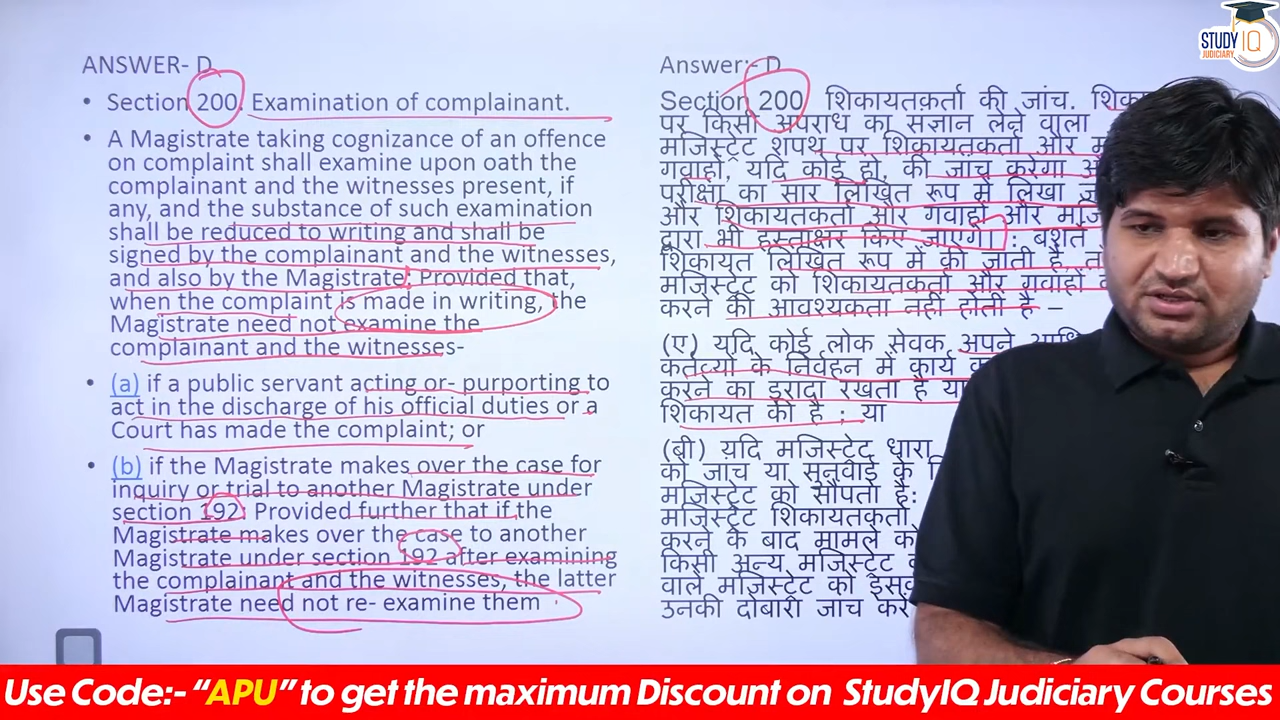 STUDY IQ
JUDICIARY
ANSWER- D
• Section 200. Examination of complainant.
• A Magistrate taking cognizance of an offence
on complaint shall examine upon oath the
complainant and the witnesses present, if
any, and the substance of such examination
shall be reduced to writing and shall be
signed by the complainant and the witnesses,
and also by the Magistrate: Provided that,
when the complaint is made in writing, the
Magistrate need not examine the
complainant and the witnesses-
• (a) if a public servant acting or- purporting to
act in the discharge of his official duties or a
Court has made the complaint; or
• (b) if the Magistrate makes over the case for
inquiry or trial to another Magistrate under
section 192: Provided further that if the
Magistrate makes over the case to another
Magistrate under section 192 after examining
the complainant and the witnesses, the latter
Magistrate need not re- examine them
Answer:- D
Section 200 शिकायतकर्ता की जांच.
पर किसी अपराध का संज्ञान लेने वाला
मजिस्ट्रेट शपथ पर शिकायतकर्ता और
गवाहों, यदि कोई हो, की जांच करेगा
परीक्षा का सार लिखित रूप में लिखा
और शिकायतकर्ता और गवाहों और
द्वारा भी हस्ताक्षर किए जाएंगे। : बशर्ते
शिकायत लिखित रूप में की जाती है,
मजिस्ट्रेट को शिकायतकर्ता और गवाहों
करने की आवश्यकता नहीं होती है –
(ए) यदि कोई लोक सेवक अपने
कर्तव्यों के निर्वहन में कार्य
करने का इरादा रखता है या
शिकायत की है ; या
(बी) यदि मजिस्ट्रेट धारा
की जांच या सुनवाई के
मजिस्ट्रेट को सौंपता है:
मजिस्ट्रेट शिकायतकर्ता
करने के बाद मामले को
किसी अन्य मजिस्ट्रेट
वाले मजिस्ट्रेट को
उनकी दोबारा जांच
Use Code:- “APU” to get the maximum Discount on StudyIQ Judiciary Courses